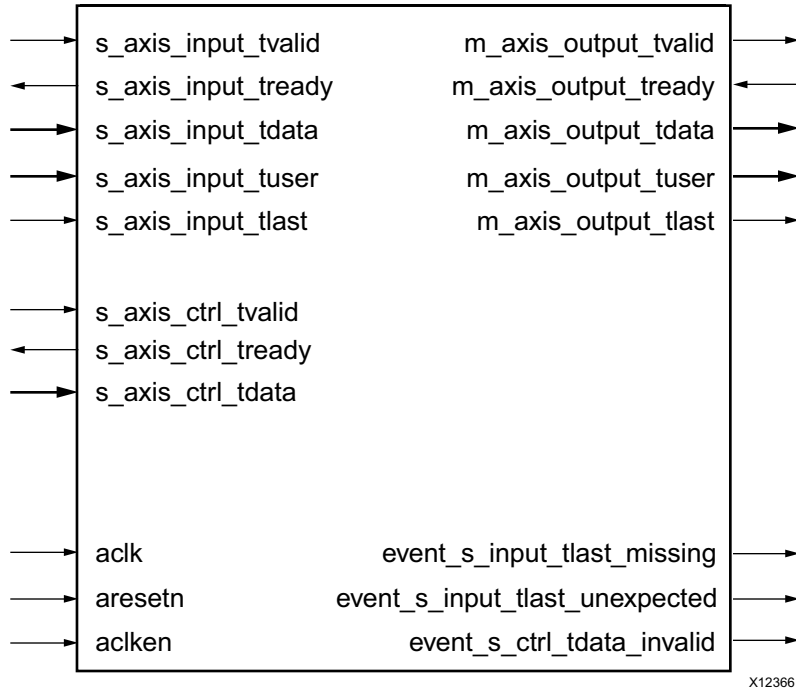 s_axis_input_tvalid
m_axis_output_tvalid
s_axis_input_tready
m_axis_output_tready
s_axis_input_tdata
m_axis_output_tdata
s_axis_input_tuser
m_axis_output_tuser
s_axis_input_tlast
m_axis_output_tlast
s_axis_ctrl_tvalid
s_axis_ctrl_tready
s_axis_ctrl_tdata
aclk
event_s_input_tlast_missing
aresetn
event_s_input_tlast_unexpected
aclken
event_s_ctrl_tdata_invalid
X12366